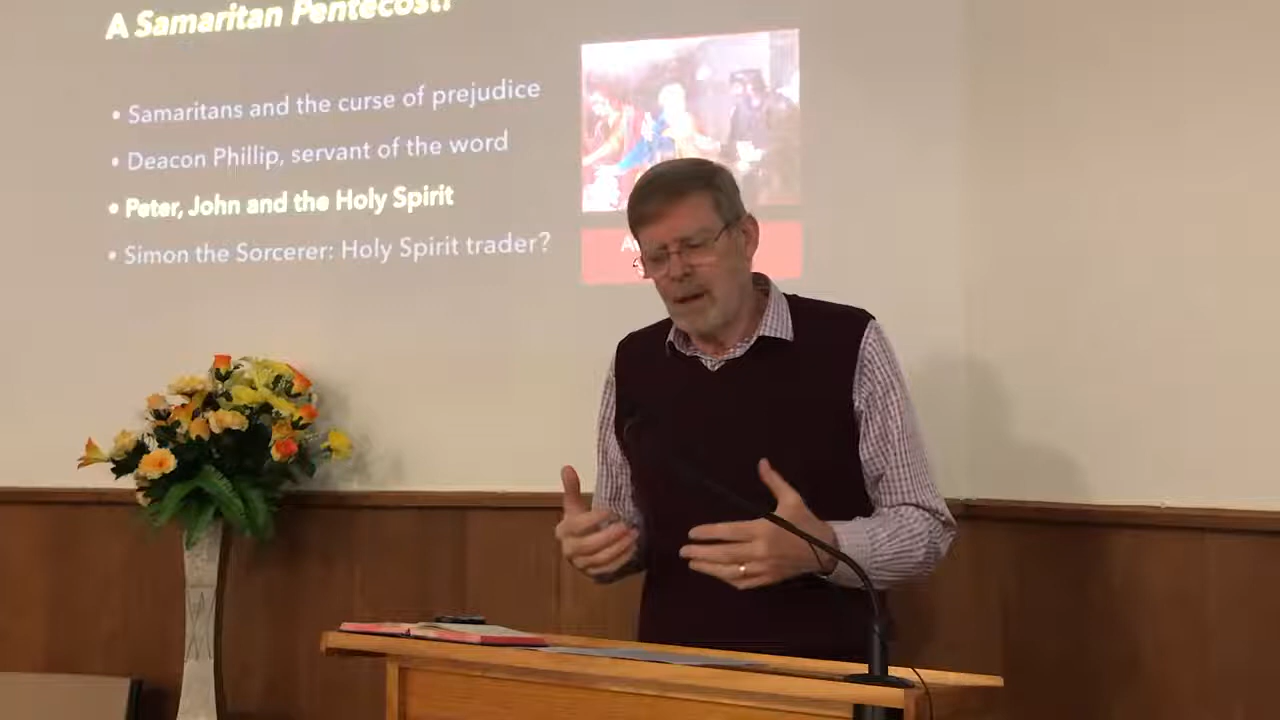 A Samaritan Pentecost!
• Samaritans and the curse of prejudice
• Deacon Phillip, servant of the word
• Peter, John and the Holy Spirit
• Simon the Sorcerer: Holy Spirit trader?